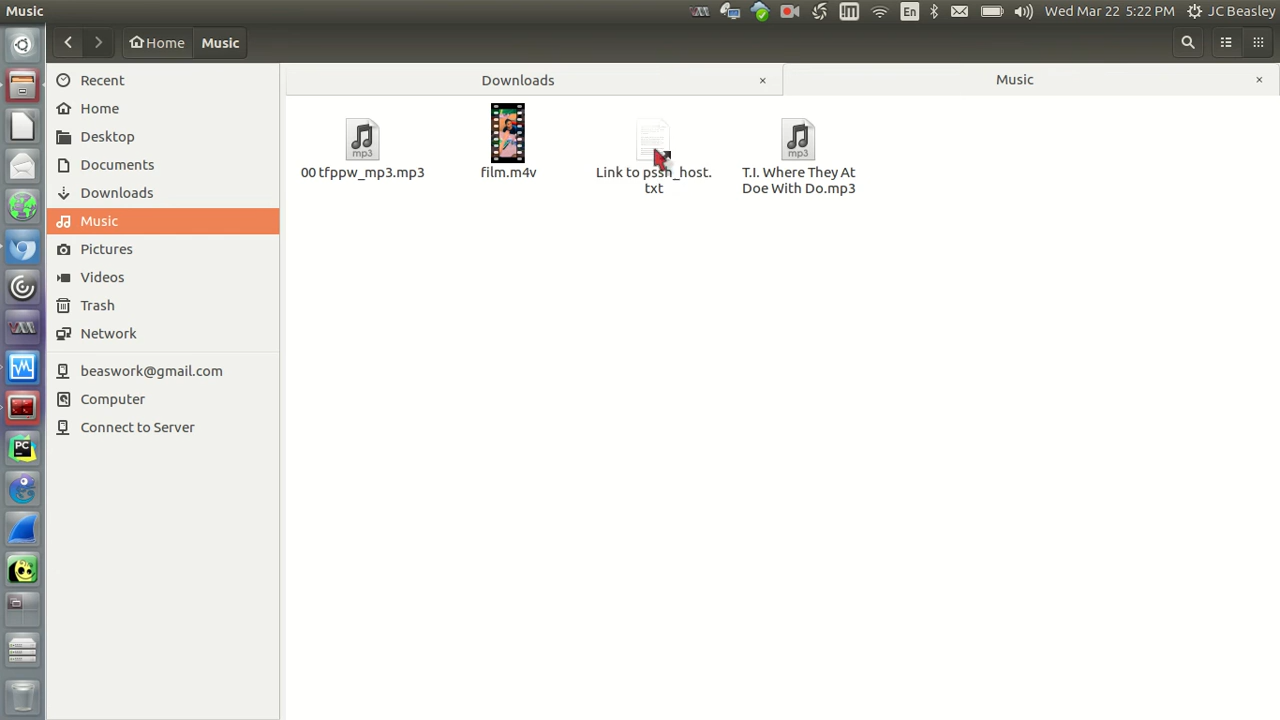 Music
En
Wed Mar 22 5:22 PM
JC Beasley
Home
Music
Recent
Home
Desktop
Documents
Downloads
Music
Pictures
Videos
Trash
Network
beaswork@gmail.com
Computer
Connect to Server
Downloads
×
Music
×
mp3
00 tfppw_mp3.mp3
film.m4v
Link to pssh_host.
txt
mp3
T.I. Where They At
Doe With Do.mp3
PC